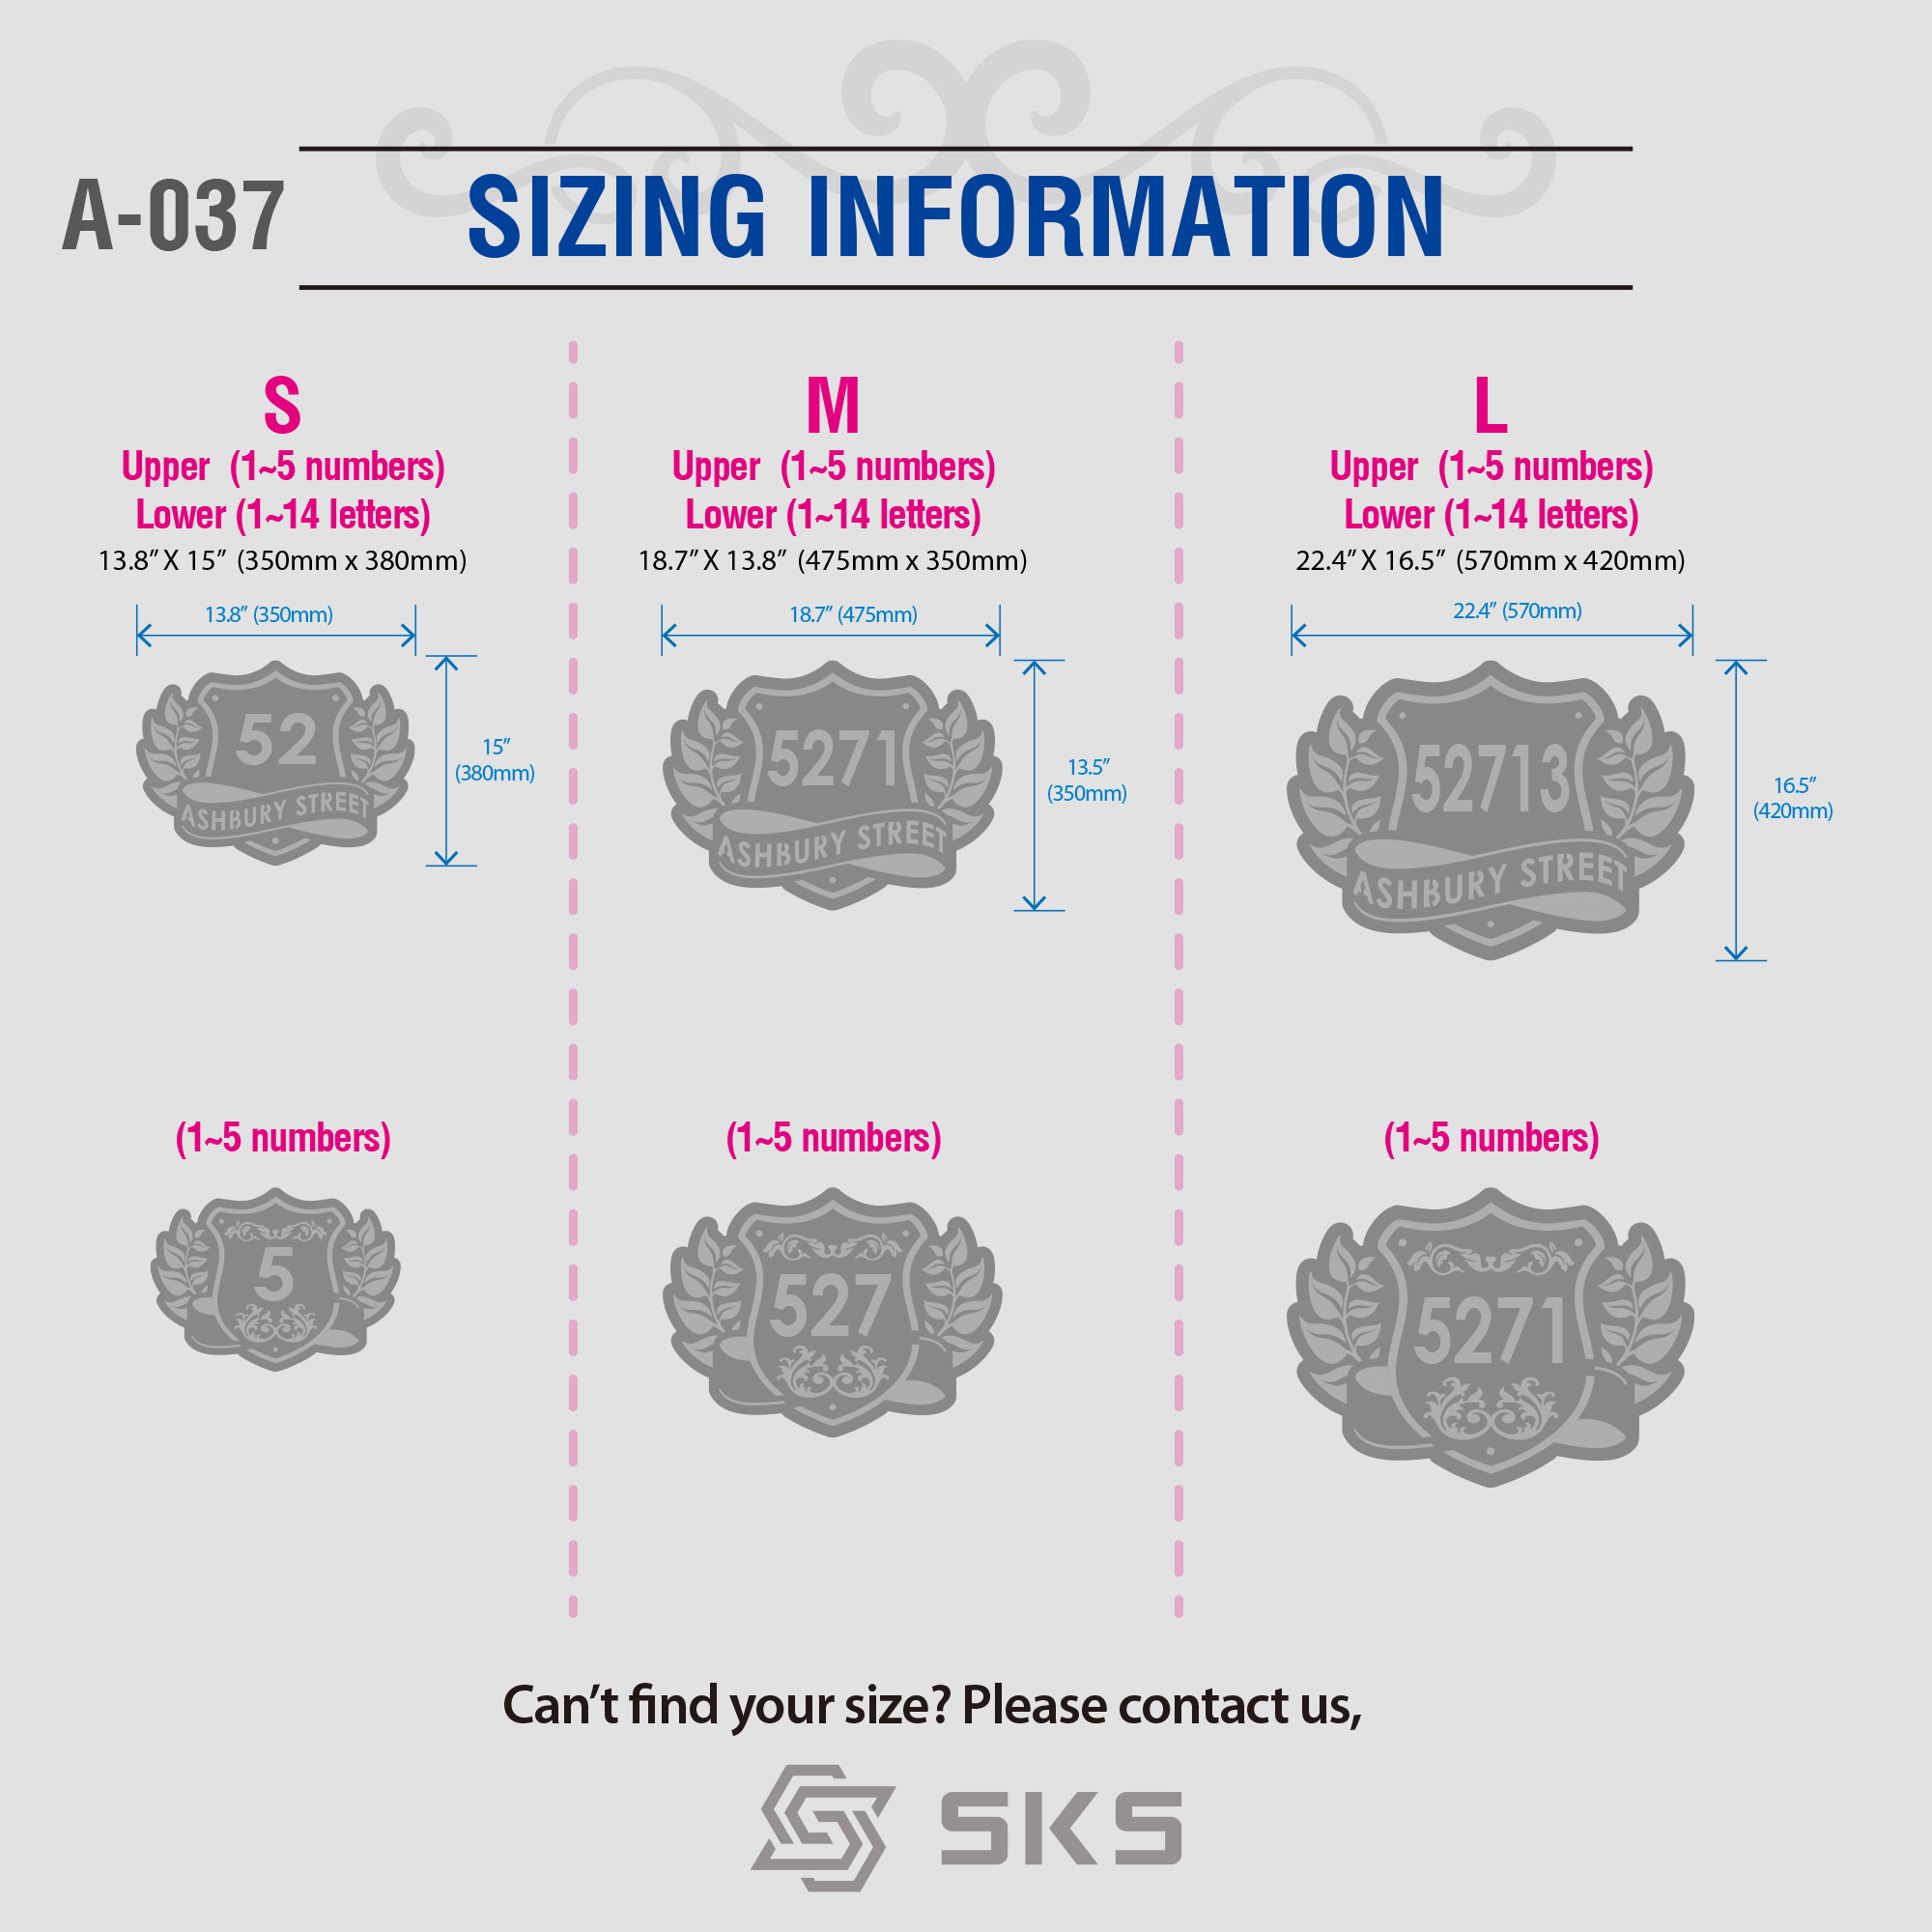 A-037
SIZING INFORMATION
S
Upper (1~5 numbers)
Lower (1~14 letters)
13.8” X 15” (350mm x 380mm)
13.8” (350mm)
15”
(380mm)
52
ASHBURY STREET
(1~5 numbers)
5
M
Upper (1~5 numbers)
Lower (1~14 letters)
18.7” X 13.8” (475mm x 350mm)
18.7” (475mm)
13.5”
(350mm)
5271
ASHBURY STREET
(1~5 numbers)
527
L
Upper (1~5 numbers)
Lower (1~14 letters)
22.4” X 16.5” (570mm x 420mm)
22.4” (570mm)
16.5”
(420mm)
52713
ASHBURY STREET
(1~5 numbers)
5271
Can’t find your size? Please contact us,
SKS